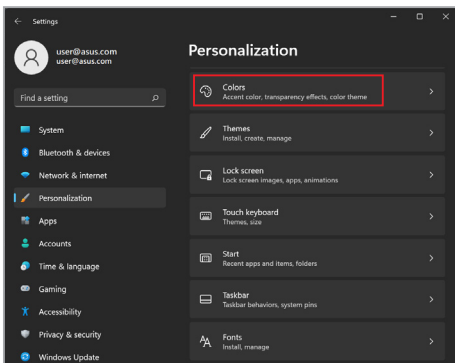 Settings
user@asus.com
user@asus.com
Find a setting
System
Bluetooth & devices
Network & internet
Personalization
Apps
Accounts
Time & language
Gaming
Accessibility
Privacy & security
Windows Update
Personalization
Colors
Accent color, transparency effects, color theme
Themes
Install, create, manage
Lock screen
Lock screen images, apps, animations
Touch keyboard
Themes, size
Start
Recent apps and items, folders
Taskbar
Taskbar behaviors, system pins
Fonts
Install, manage